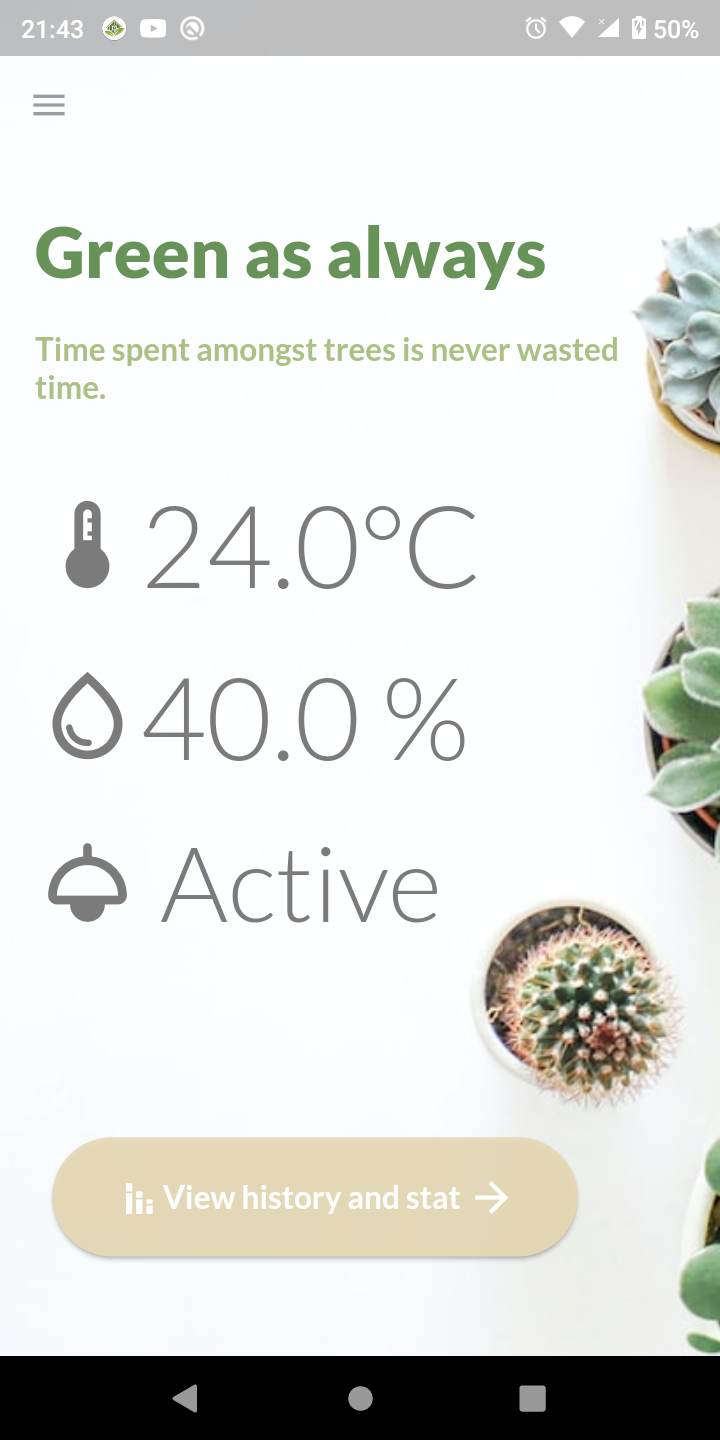 21:43
50%
Green as always
Time spent amongst trees is never wasted
time.
24.0°C
40.0 %
Active
View history and stat